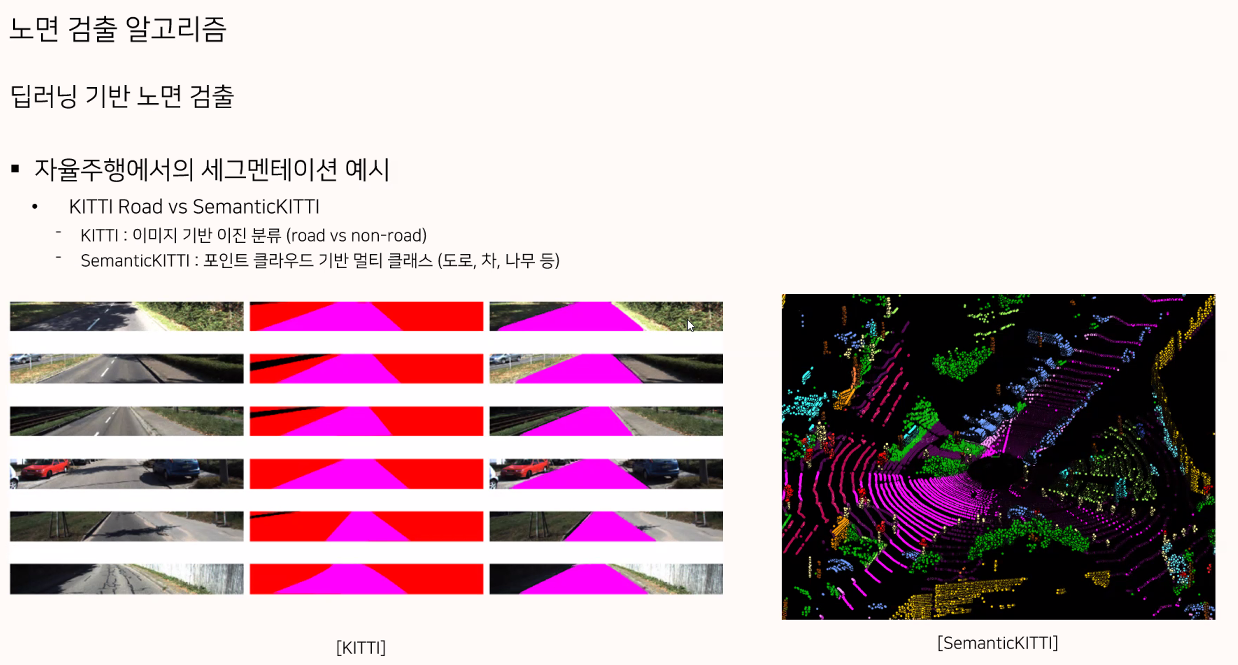 노면 검출 알고리즘
딥러닝 기반 노면 검출
▪ 자율주행에서의 세그멘테이션 예시
• KITTI Road vs SemanticKITTI
- KITTI : 이미지 기반 이진 분류 (road vs non-road)
- SemanticKITTI : 포인트 클라우드 기반 멀티 클래스 (도로, 차, 나무 등)
[KITTI]
[SemanticKITTI]